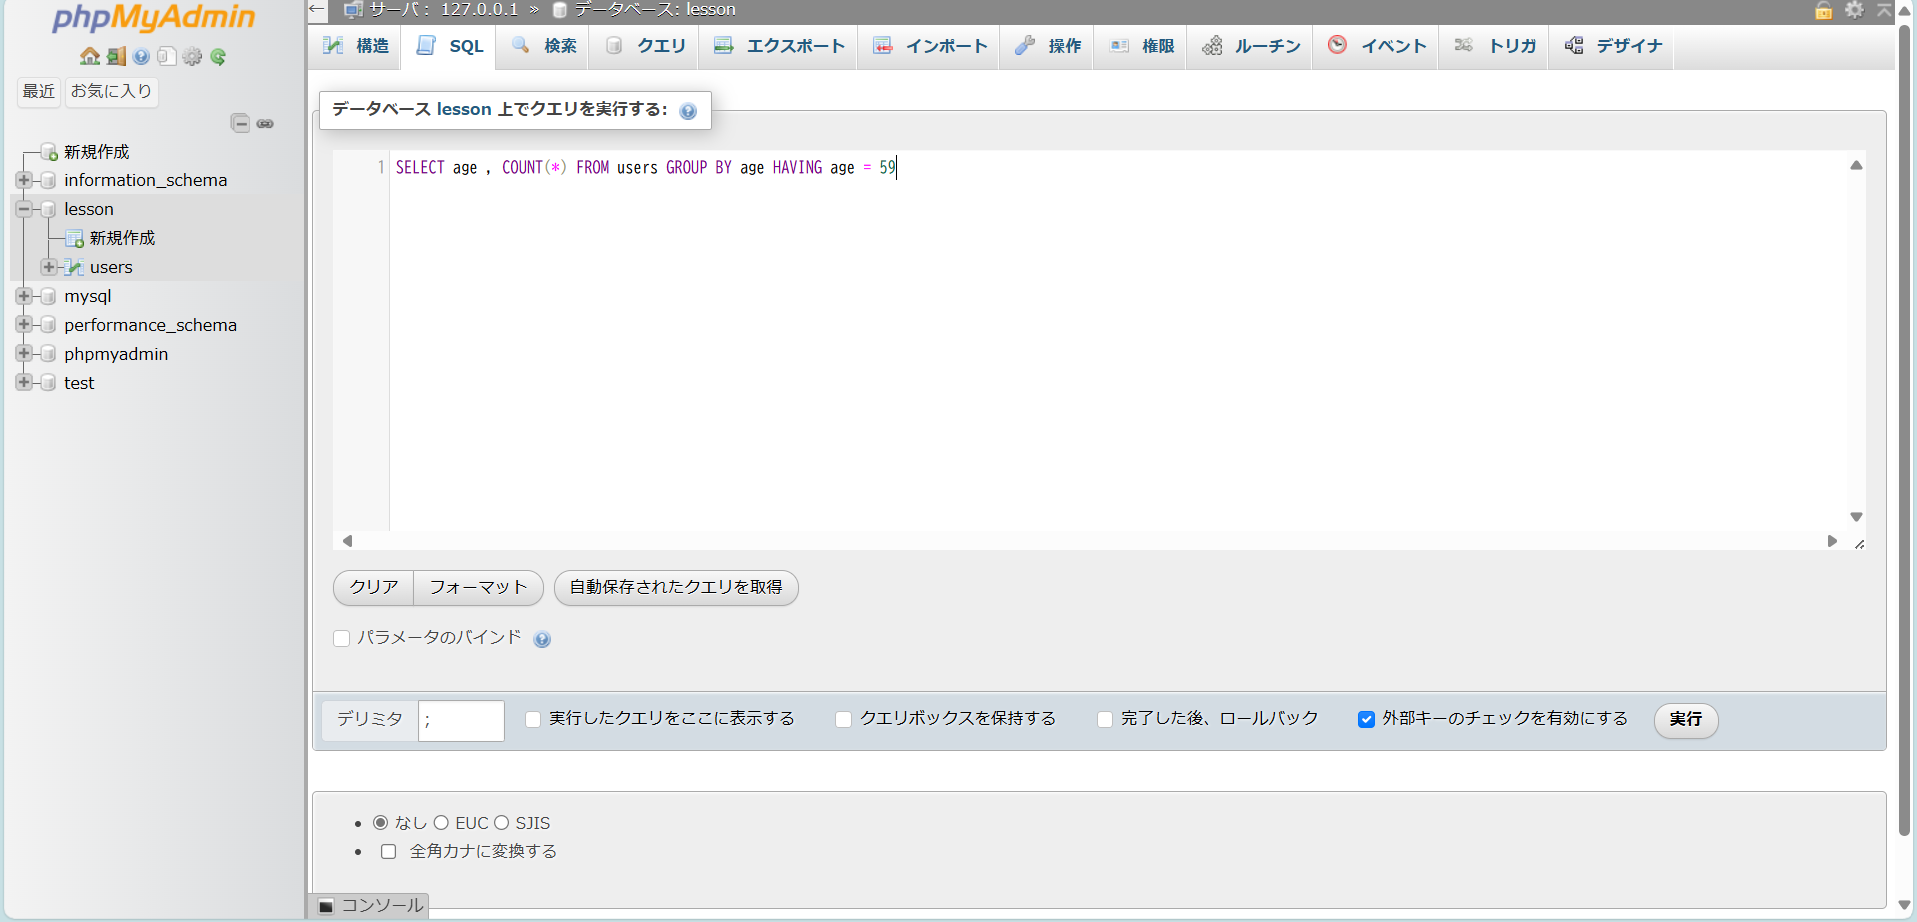 phpMyAdmin
最近
お気に入り
新規作成
information_schema
lesson
新規作成
users
mysql
performance_schema
phpmyadmin
test
サーバ: 127.0.0.1 » データベース: lesson
構造 SQL 検索 クエリ エクスポート インポート 操作 権限 ルーチン イベント トリガ デザイナ
データベース lesson 上でクエリを実行する:
1 SELECT age , COUNT(*) FROM users GROUP BY age HAVING age = 59
クリア フォーマット 自動保存されたクエリを取得
パラメータのバインド
デリミタ ; 実行したクエリをここに表示する クエリボックスを保持する 完了した後、ロールバック 外部キーのチェックを有効にする 実行
なし EUC SJIS
全角カナに変換する
コンソール